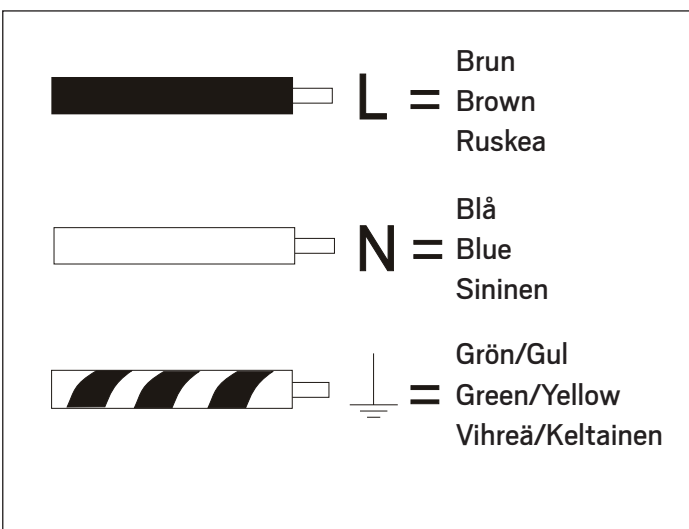 Brun
L = Brown
Ruskea
Blå
N = Blue
Sininen
Grön/Gul
= Green/Yellow
Vihreä/Keltainen